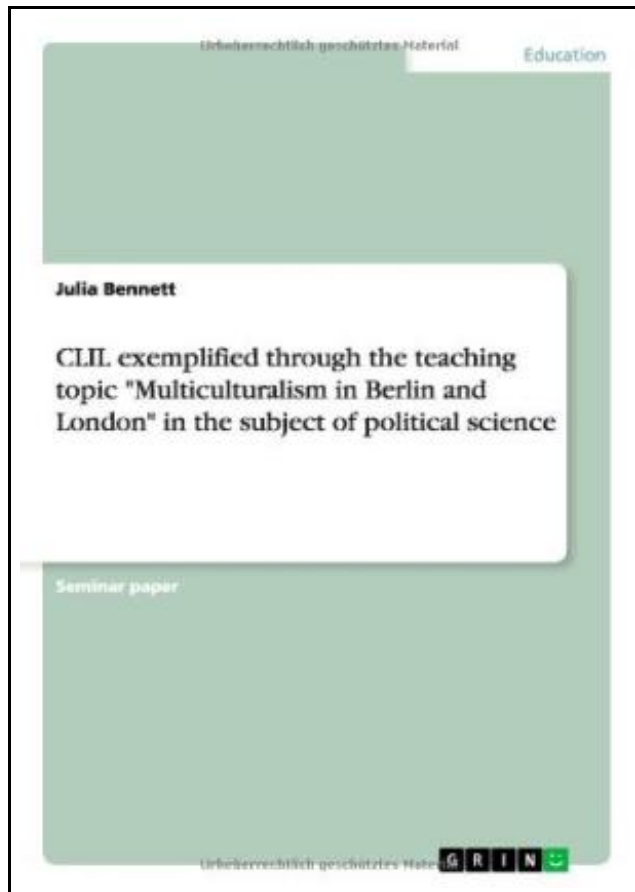 Urheberrechtlich geschütztes Material
Education
Julia Bennett
CLIL exemplified through the teaching
topic "Multiculturalism in Berlin and
London" in the subject of political science
Seminar paper
GRIN
Urheberrechtlich geschütztes Material